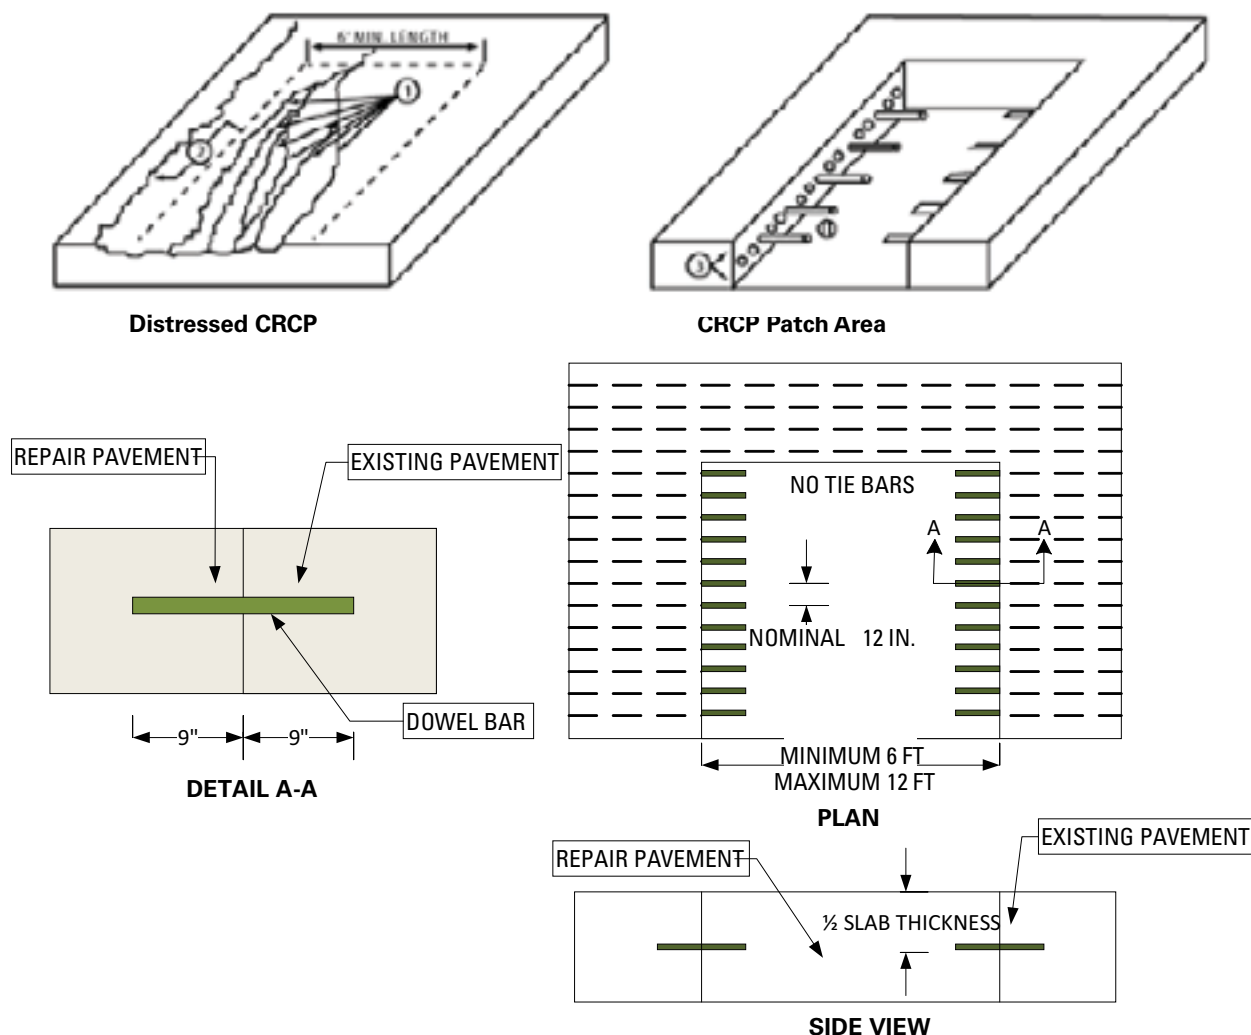 6' MIN. LENGTH
1
2
Distressed CRCP
1
3
CRCP Patch Area
REPAIR PAVEMENT
EXISTING PAVEMENT
DOWEL BAR
9"
9"
DETAIL A-A
NO TIE BARS
A
A
NOMINAL 12 IN.
MINIMUM 6 FT
MAXIMUM 12 FT
PLAN
REPAIR PAVEMENT
EXISTING PAVEMENT
½ SLAB THICKNESS
SIDE VIEW